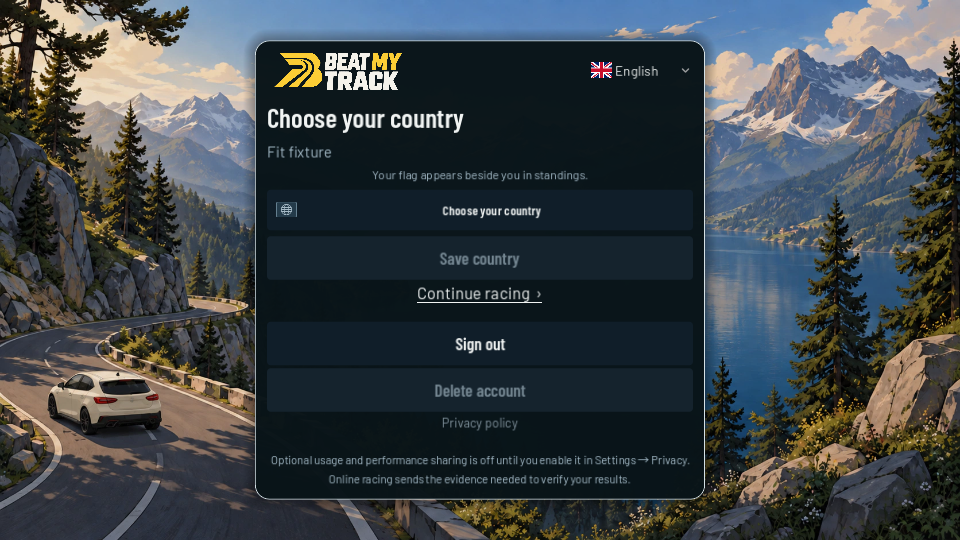 BEAT MY
TRACK
English
Choose your country
Fit fixture
Your flag appears beside you in standings.
Choose your country
Save country
Continue racing ›
Sign out
Delete account
Privacy policy
Optional usage and performance sharing is off until you enable it in Settings → Privacy.
Online racing sends the evidence needed to verify your results.